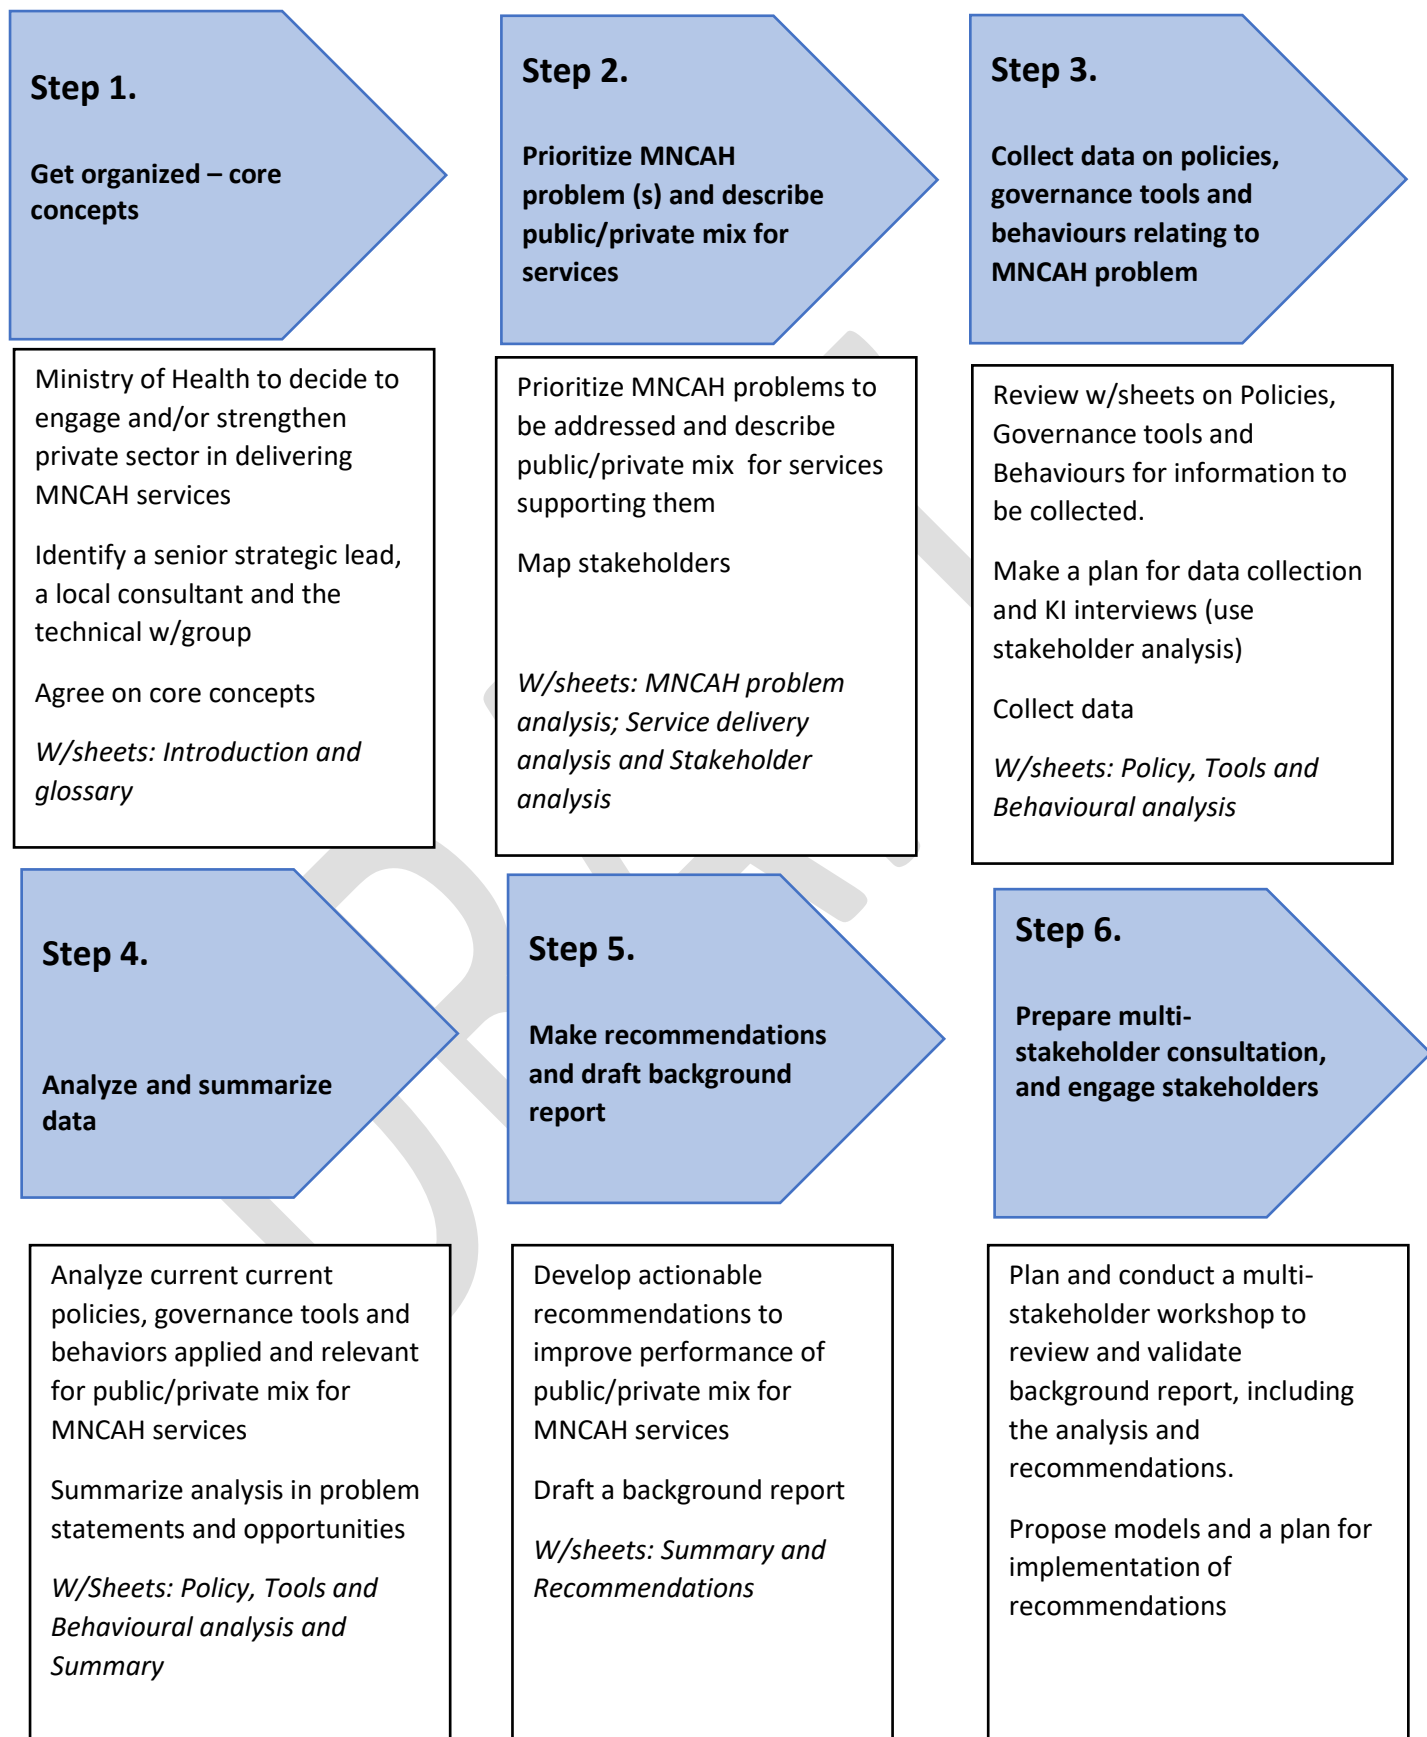 Step 1.
Get organized – core
concepts
Ministry of Health to decide to
engage and/or strengthen
private sector in delivering
MNCAH services
Identify a senior strategic lead,
a local consultant and the
technical w/group
Agree on core concepts
W/sheets: Introduction and
glossary
Step 2.
Prioritize MNCAH
problem (s) and describe
public/private mix for
services
Prioritize MNCAH problems to
be addressed and describe
public/private mix  for services
supporting them
Map stakeholders
W/sheets: MNCAH problem
analysis; Service delivery
analysis and Stakeholder
analysis
Step 3.
Collect data on policies,
governance tools and
behaviours relating to
MNCAH problem
Review w/sheets on Policies,
Governance tools and
Behaviours for information to
be collected.
Make a plan for data collection
and KI interviews (use
stakeholder analysis)
Collect data
W/sheets: Policy, Tools and
Behavioural analysis
Step 4.
Analyze and summarize
data
Analyze current current
policies, governance tools and
behaviors applied and relevant
for public/private mix for
MNCAH services
Summarize analysis in problem
statements and opportunities
W/Sheets: Policy, Tools and
Behavioural analysis and
Summary
Step 5.
Make recommendations
and draft background
report
Develop actionable
recommendations to
improve performance of
public/private mix for
MNCAH services
Draft a background report
W/sheets: Summary and
Recommendations
Step 6.
Prepare multi-
stakeholder consultation,
and engage stakeholders
Plan and conduct a multi-
stakeholder workshop to
review and validate
background report, including
the analysis and
recommendations.
Propose models and a plan for
implementation of
recommendations
DRAFT